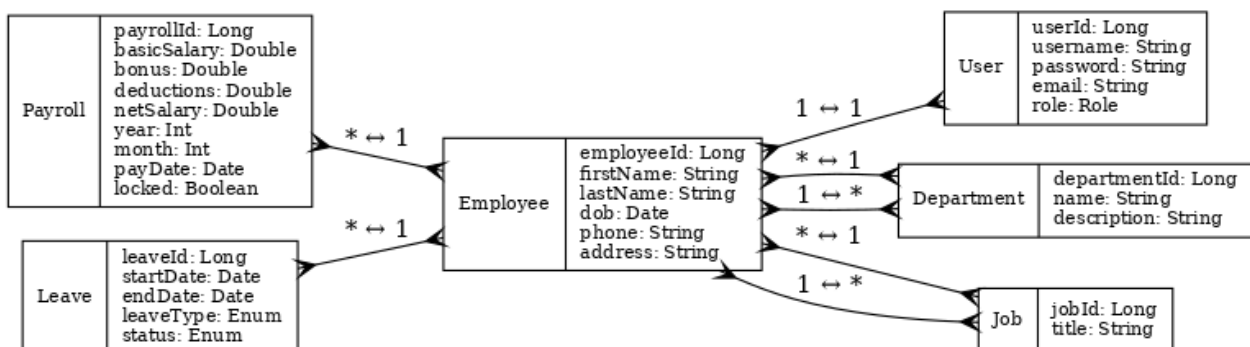 Payroll
payrollId: Long
basicSalary: Double
bonus: Double
deductions: Double
netSalary: Double
year: Int
month: Int
payDate: Date
locked: Boolean
* ↔ 1
Leave
leaveId: Long
startDate: Date
endDate: Date
leaveType: Enum
status: Enum
* ↔ 1
Employee
employeeId: Long
firstName: String
lastName: String
dob: Date
phone: String
address: String
1 ↔ 1
* ↔ 1
1 ↔ *
* ↔ 1
1 ↔ *
User
userId: Long
username: String
password: String
email: String
role: Role
Department
departmentId: Long
name: String
description: String
Job
jobId: Long
title: String